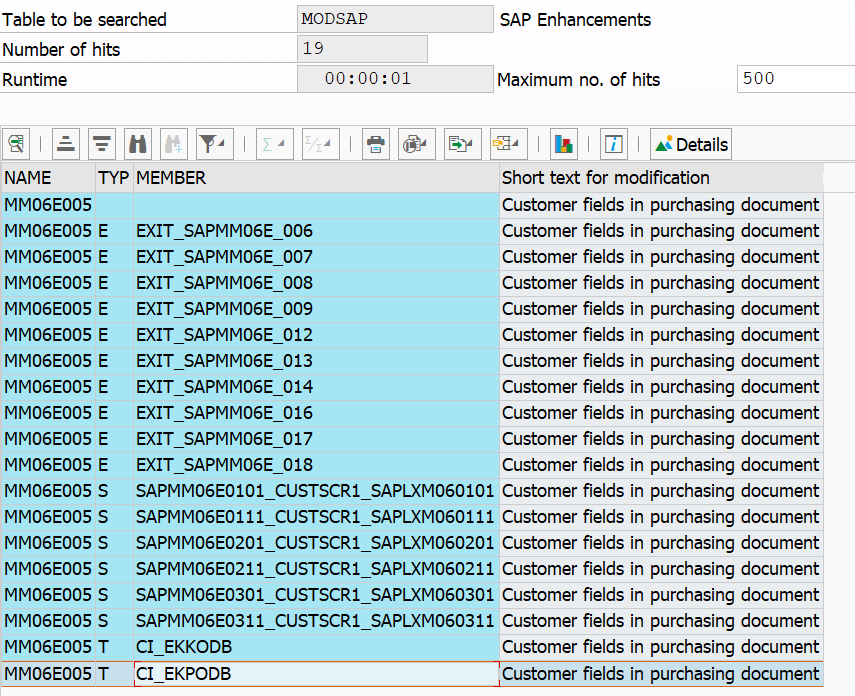 Table to be searched MODSAP SAP Enhancements
Number of hits 19
Runtime 00:00:01 Maximum no. of hits 500
Details
NAME TYP MEMBER Short text for modification
MM06E005 Customer fields in purchasing document
MM06E005 E EXIT_SAPMM06E_006 Customer fields in purchasing document
MM06E005 E EXIT_SAPMM06E_007 Customer fields in purchasing document
MM06E005 E EXIT_SAPMM06E_008 Customer fields in purchasing document
MM06E005 E EXIT_SAPMM06E_009 Customer fields in purchasing document
MM06E005 E EXIT_SAPMM06E_012 Customer fields in purchasing document
MM06E005 E EXIT_SAPMM06E_013 Customer fields in purchasing document
MM06E005 E EXIT_SAPMM06E_014 Customer fields in purchasing document
MM06E005 E EXIT_SAPMM06E_016 Customer fields in purchasing document
MM06E005 E EXIT_SAPMM06E_017 Customer fields in purchasing document
MM06E005 E EXIT_SAPMM06E_018 Customer fields in purchasing document
MM06E005 S SAPMM06E0101_CUSTSCR1_SAPLXM060101 Customer fields in purchasing document
MM06E005 S SAPMM06E0111_CUSTSCR1_SAPLXM060111 Customer fields in purchasing document
MM06E005 S SAPMM06E0201_CUSTSCR1_SAPLXM060201 Customer fields in purchasing document
MM06E005 S SAPMM06E0211_CUSTSCR1_SAPLXM060211 Customer fields in purchasing document
MM06E005 S SAPMM06E0301_CUSTSCR1_SAPLXM060301 Customer fields in purchasing document
MM06E005 S SAPMM06E0311_CUSTSCR1_SAPLXM060311 Customer fields in purchasing document
MM06E005 T CI_EKKODB Customer fields in purchasing document
MM06E005 T CI_EKPODB Customer fields in purchasing document